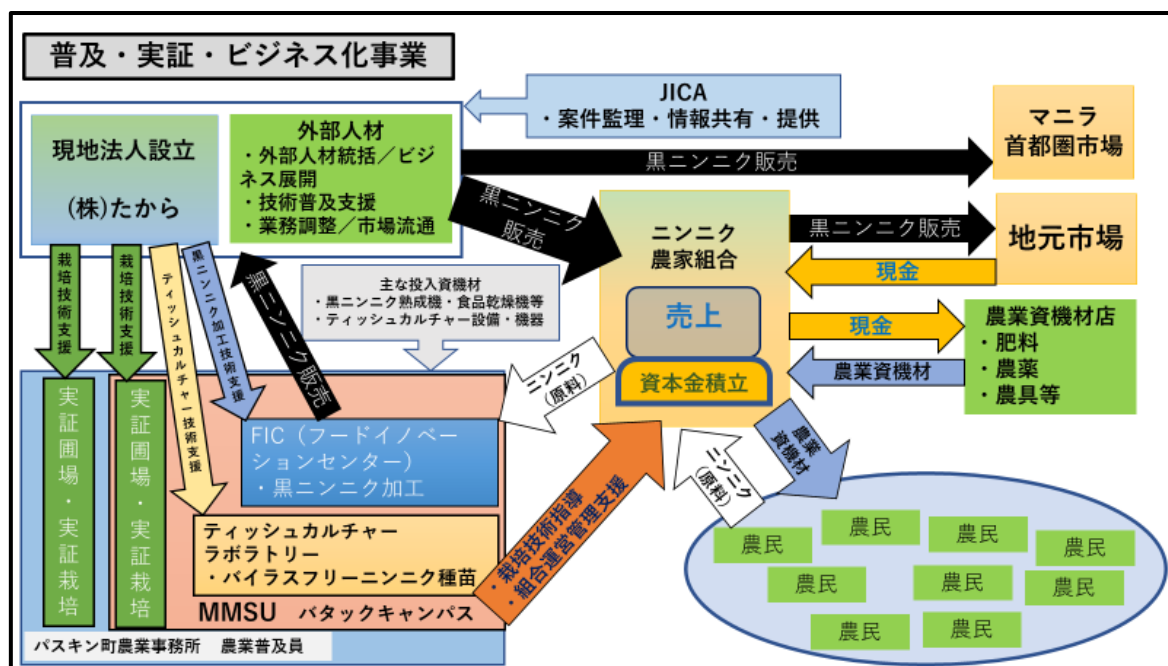 普及・実証・ビジネス化事業
JICA
・案件監理・情報共有・提供
マニラ
首都圏市場
現地法人設立
(株)たから
外部人材
・外部人材統括／ビジ
ネス展開
・技術普及支援
・業務調整／市場流通
黒ニンニク販売
黒ニンニク
販売
ニンニク
農家組合
黒ニンニク販売
地元市場
現金
売上
資本金積立
現金
農業資機材
農業資機材店
・肥料
・農薬
・農具等
栽培技術支援
栽培技術支援
ティッシュカルチャー技術支援
黒ニンニク加工技術支援
黒ニンニク販売
主な投入資機材
・黒ニンニク熟成機・食品乾燥機等
・ティッシュカルチャー設備・機器
ニンニク
(原料)
実証圃場・実証栽培
実証圃場・実証栽培
FIC（フードイノベー
ションセンター）
・黒ニンニク加工
ティッシュカルチャー
ラボラトリー
・バイラスフリーニンニク種苗
MMSU バタックキャンパス
パスキン町農業事務所 農業普及員
・栽培技術指導
・組合運営管理支援
ニンニク
(原料)
農業
資機材
農民
農民
農民
農民
農民
農民
農民
農民
農民